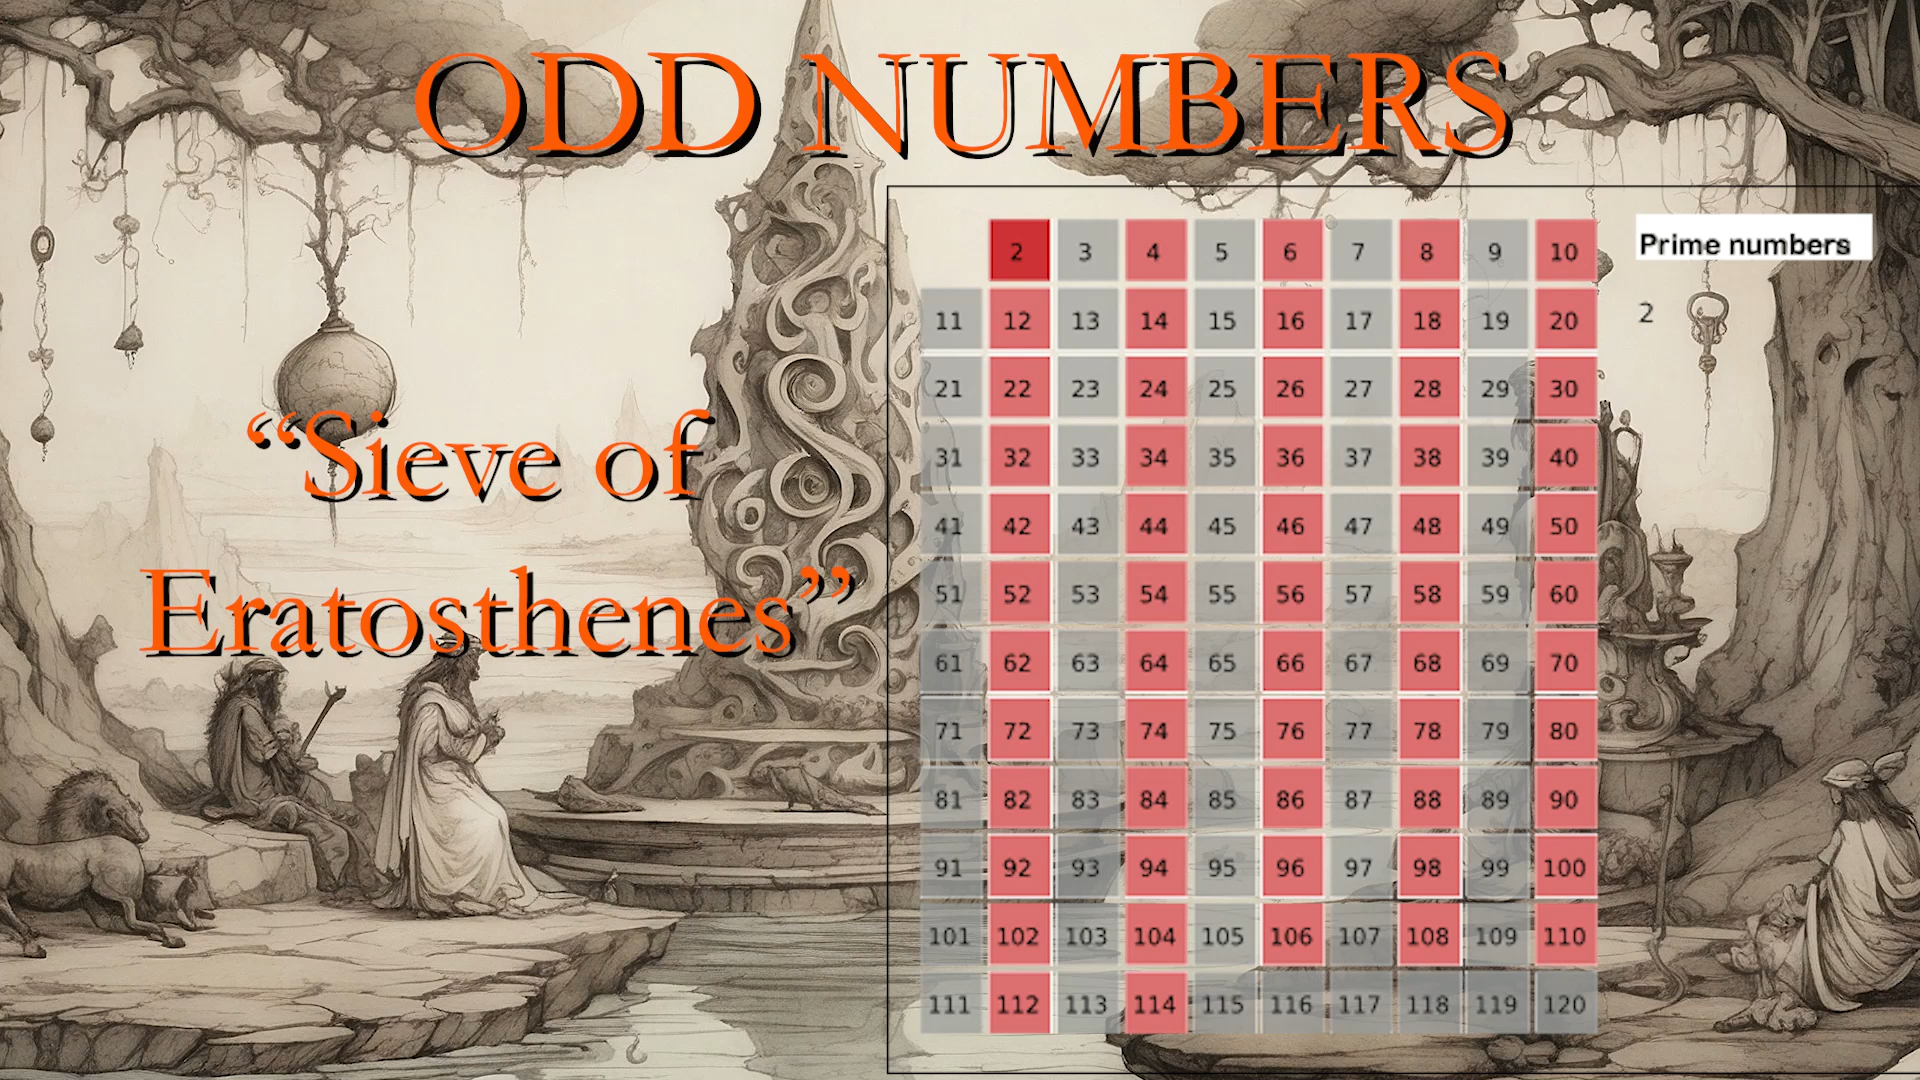 ODD NUMBERS
“Sieve of
Eratosthenes”
2 3 4 5 6 7 8 9 10
11 12 13 14 15 16 17 18 19 20
21 22 23 24 25 26 27 28 29 30
31 32 33 34 35 36 37 38 39 40
41 42 43 44 45 46 47 48 49 50
51 52 53 54 55 56 57 58 59 60
61 62 63 64 65 66 67 68 69 70
71 72 73 74 75 76 77 78 79 80
81 82 83 84 85 86 87 88 89 90
91 92 93 94 95 96 97 98 99 100
101 102 103 104 105 106 107 108 109 110
111 112 113 114 115 116 117 118 119 120
Prime numbers
2